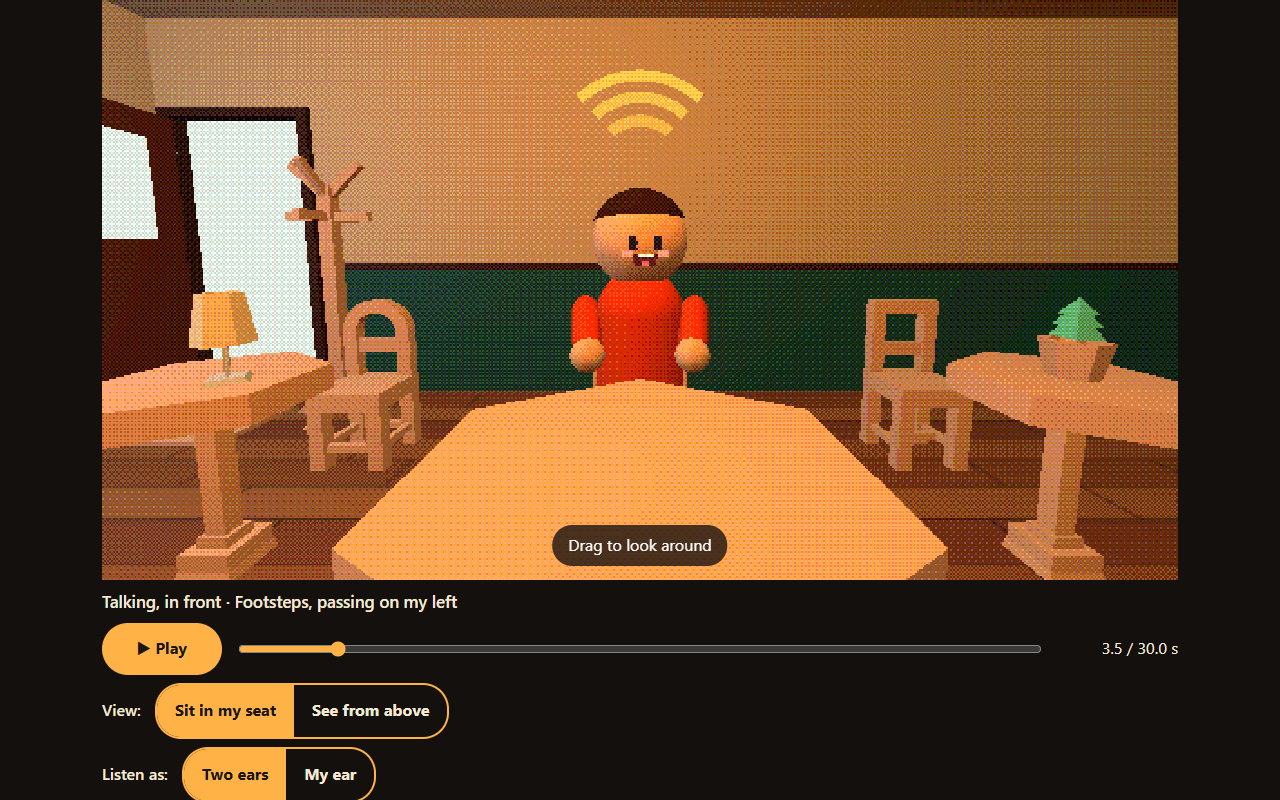 Drag to look around
Talking, in front · Footsteps, passing on my left
▶ Play
3.5 / 30.0 s
View:
Sit in my seat
See from above
Listen as:
Two ears
My ear